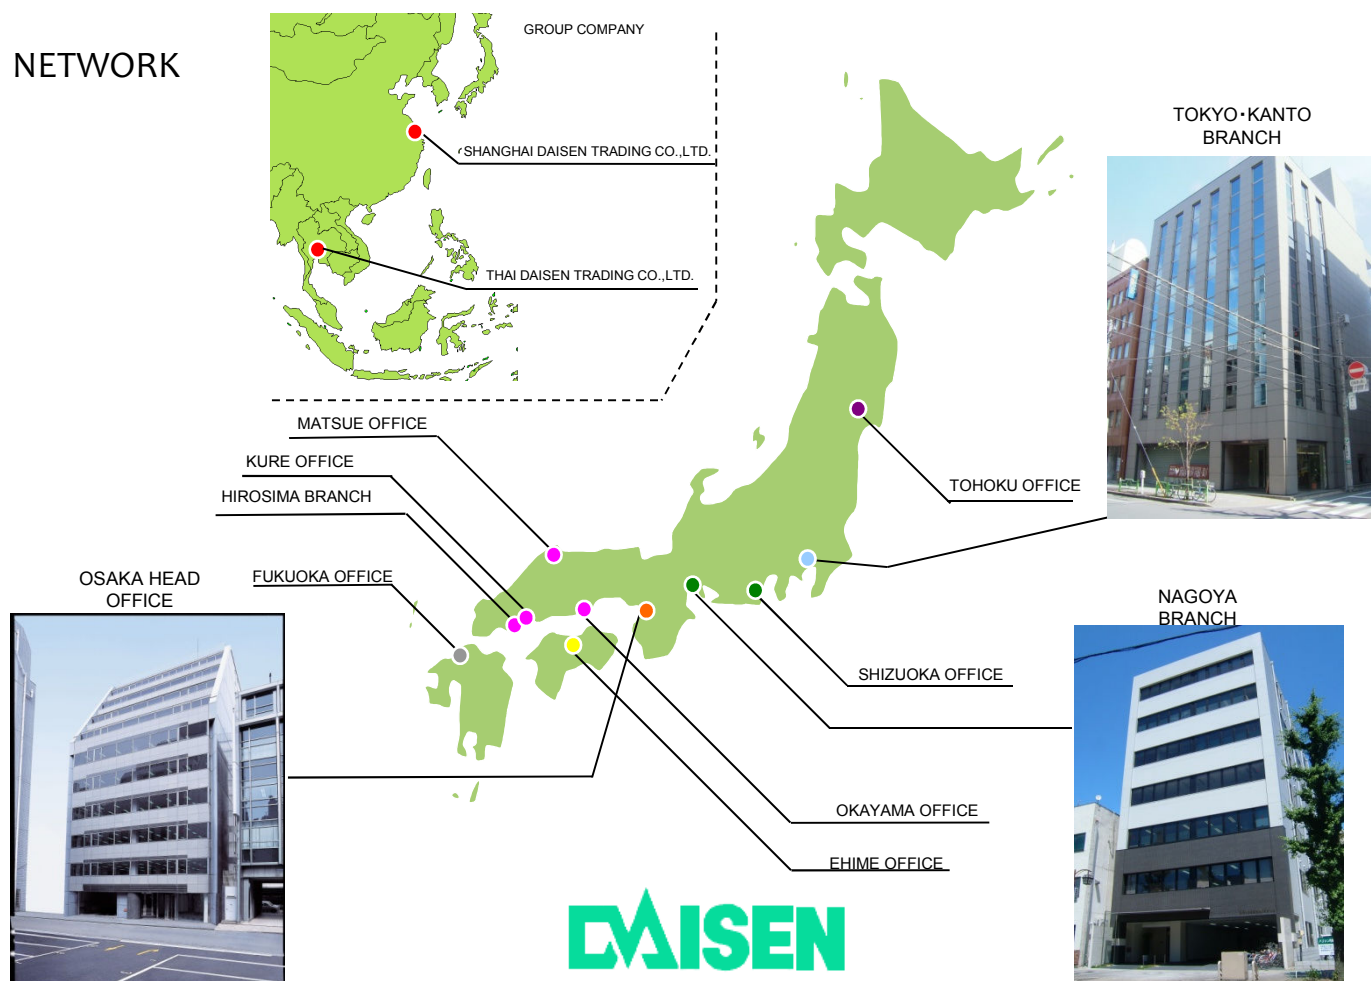 NETWORK
GROUP COMPANY
SHANGHAI DAISEN TRADING CO.,LTD.
THAI DAISEN TRADING CO.,LTD.
TOKYO・KANTO
BRANCH
MATSUE OFFICE
KURE OFFICE
HIROSIMA BRANCH
TOHOKU OFFICE
OSAKA HEAD
OFFICE
FUKUOKA OFFICE
NAGOYA
BRANCH
SHIZUOKA OFFICE
OKAYAMA OFFICE
EHIME OFFICE
DAISEN